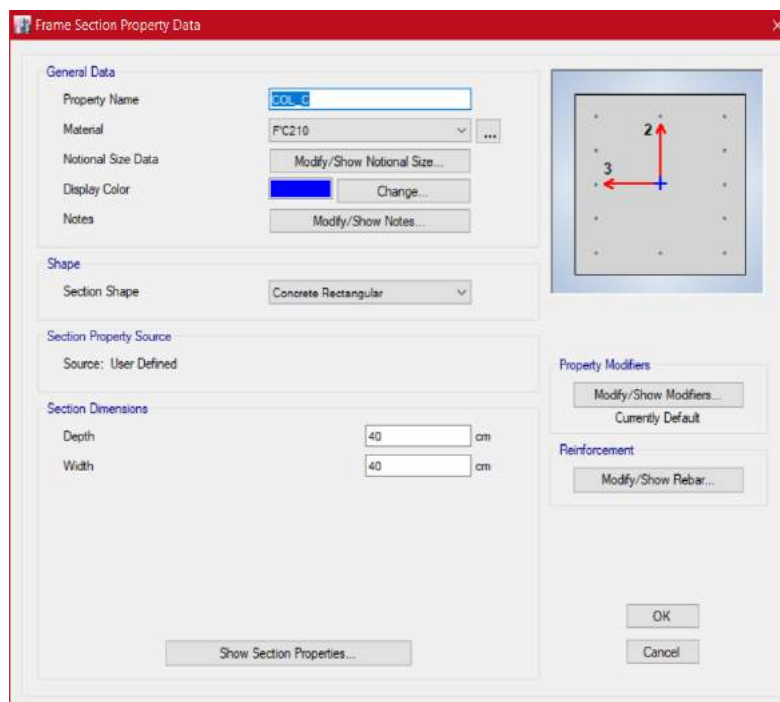 Frame Section Property Data
General Data
Property Name COL_C
Material F'C210 ...
Notional Size Data Modify/Show Notional Size...
Display Color Change...
Notes Modify/Show Notes...
Shape
Section Shape Concrete Rectangular
Section Property Source
Source: User Defined
Section Dimensions
Depth 40 cm
Width 40 cm
Show Section Properties...
2
3
Property Modifiers
Modify/Show Modifiers...
Currently Default
Reinforcement
Modify/Show Rebar...
OK
Cancel